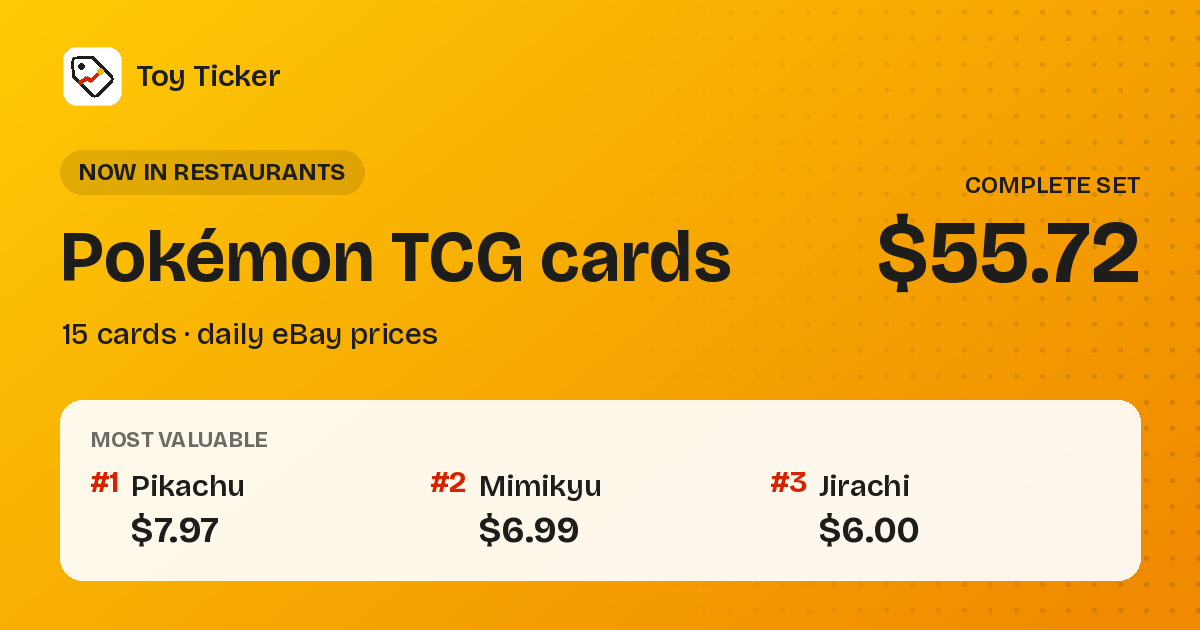 Toy Ticker
NOW IN RESTAURANTS
Pokémon TCG cards
15 cards · daily eBay prices
COMPLETE SET
$55.72
MOST VALUABLE
#1 Pikachu
$7.97
#2 Mimikyu
$6.99
#3 Jirachi
$6.00